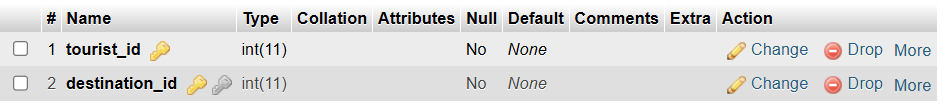 # Name Type Collation Attributes Null Default Comments Extra Action
1 tourist_id int(11) No None Change Drop More
2 destination_id int(11) No None Change Drop More